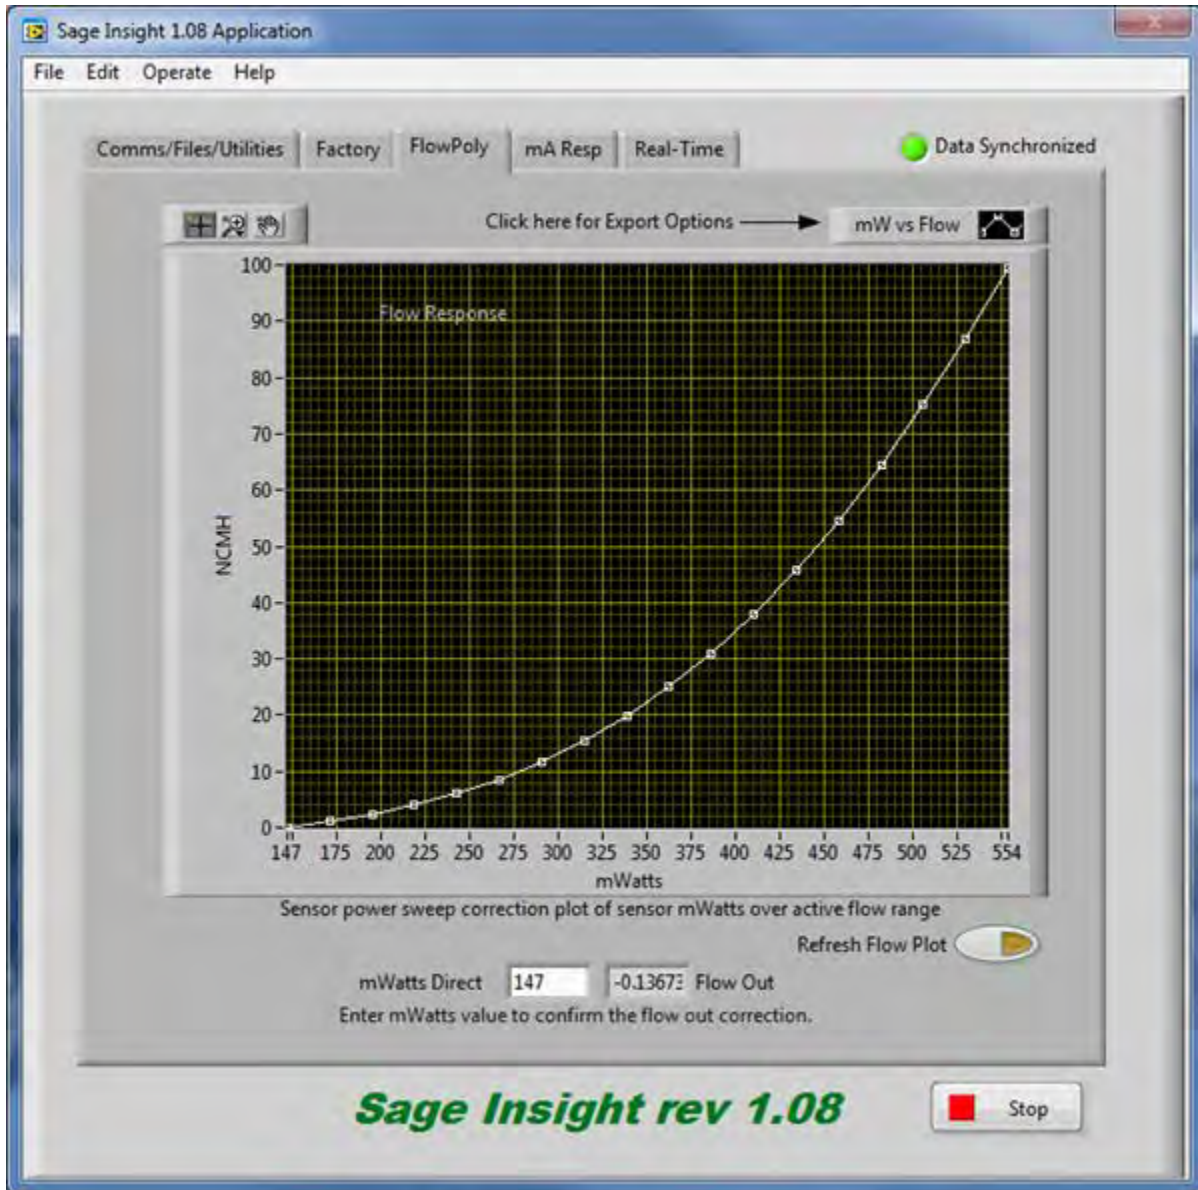 Sage Insight 1.08 Application
File Edit Operate Help
Comms/Files/Utilities Factory FlowPoly mA Resp Real-Time Data Synchronized
Click here for Export Options mW vs Flow
Flow Response
100
90
80
70
60
50
40
30
20
10
0
NCMH
147 175 200 225 250 275 300 325 350 375 400 425 450 475 500 525 554
mWatts
Sensor power sweep correction plot of sensor mWatts over active flow range
Refresh Flow Plot
mWatts Direct 147 -0.1367 Flow Out
Enter mWatts value to confirm the flow out correction.
Sage Insight rev 1.08 Stop